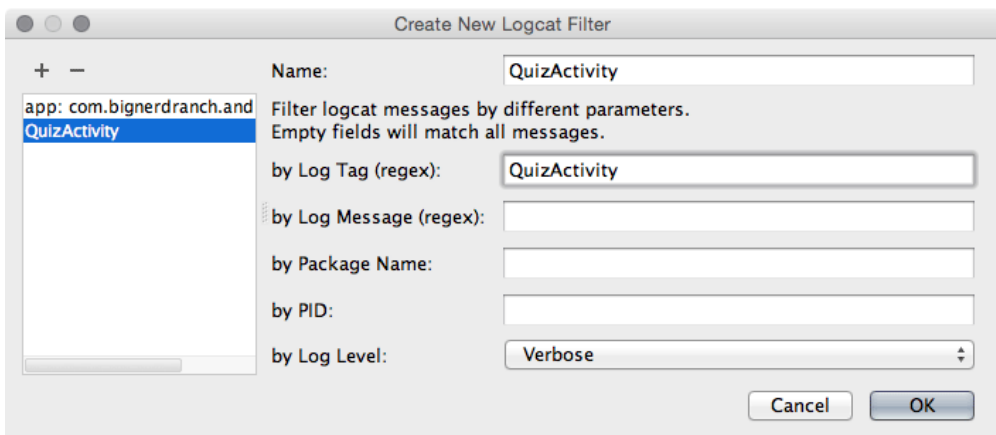 Create New Logcat Filter
+ −
app: com.bignerdranch.and
QuizActivity
Name: QuizActivity
Filter logcat messages by different parameters.
Empty fields will match all messages.
by Log Tag (regex): QuizActivity
by Log Message (regex):
by Package Name:
by PID:
by Log Level: Verbose
Cancel OK